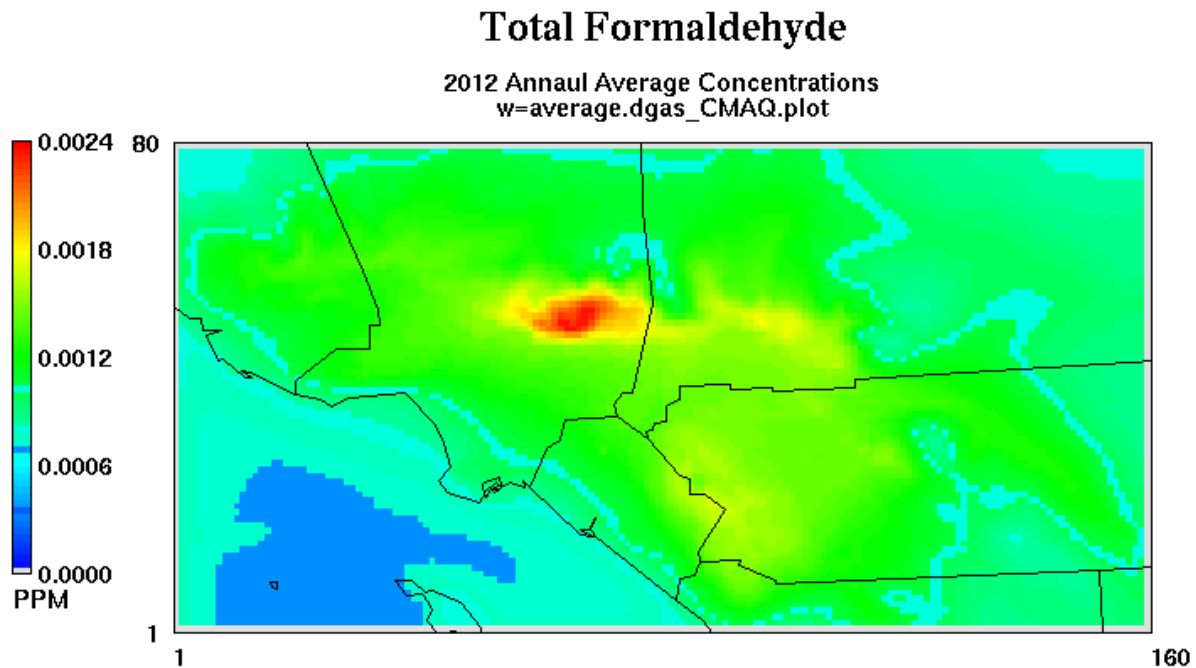 Total Formaldehyde
2012 Annaul Average Concentrations
w=average.dgas_CMAQ.plot
0.0024
0.0018
0.0012
0.0006
0.0000
PPM
80
1
1
160